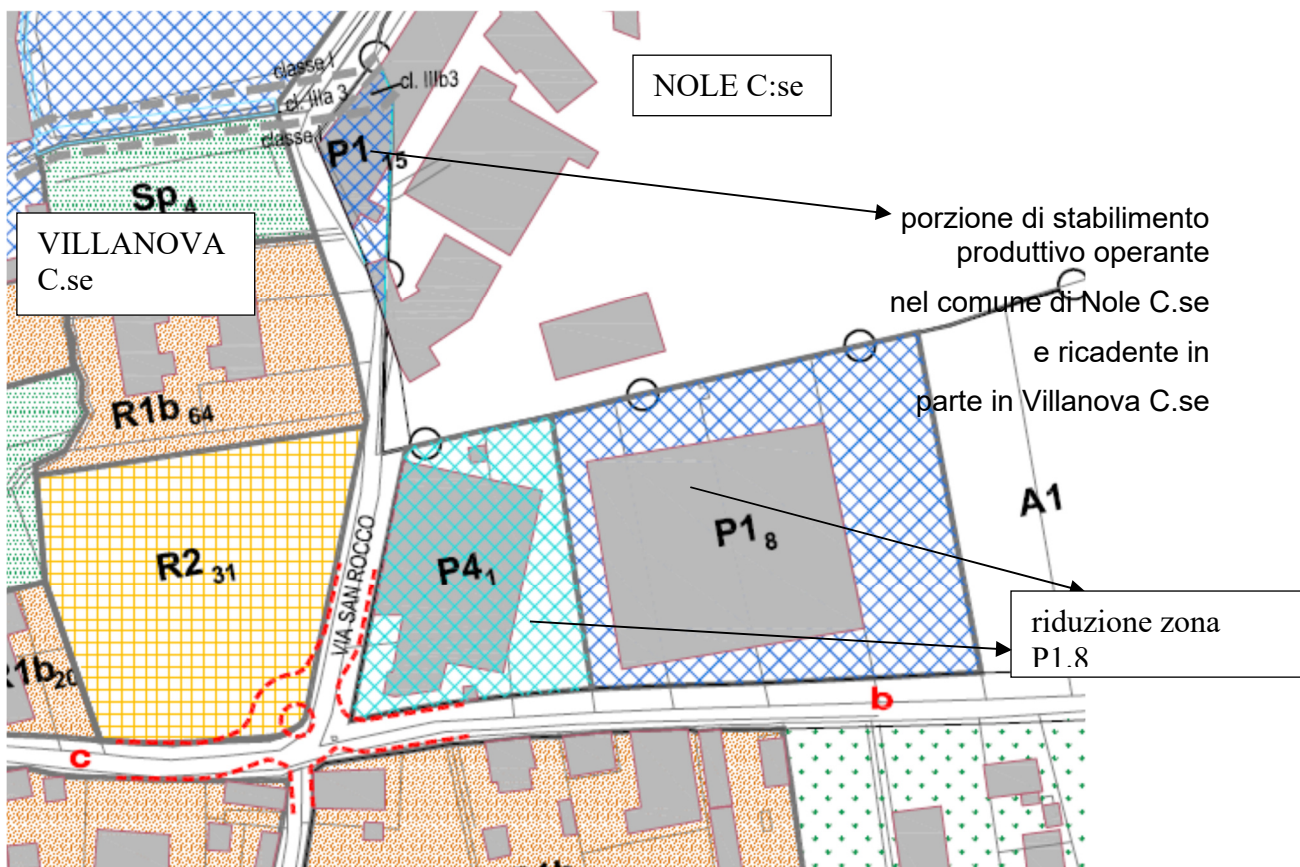 classe I
cl. IIIb3
cl. IIIa 3
classe I
NOLE C:se
P1 15
Sp 4
VILLANOVA
C.se
porzione di stabilimento
produttivo operante
nel comune di Nole C.se
e ricadente in
parte in Villanova C.se
R1b 64
A1
P1 8
R2 31
P4 1
VIA SAN ROCCO
riduzione zona
P1.8
R1b 20
b
c